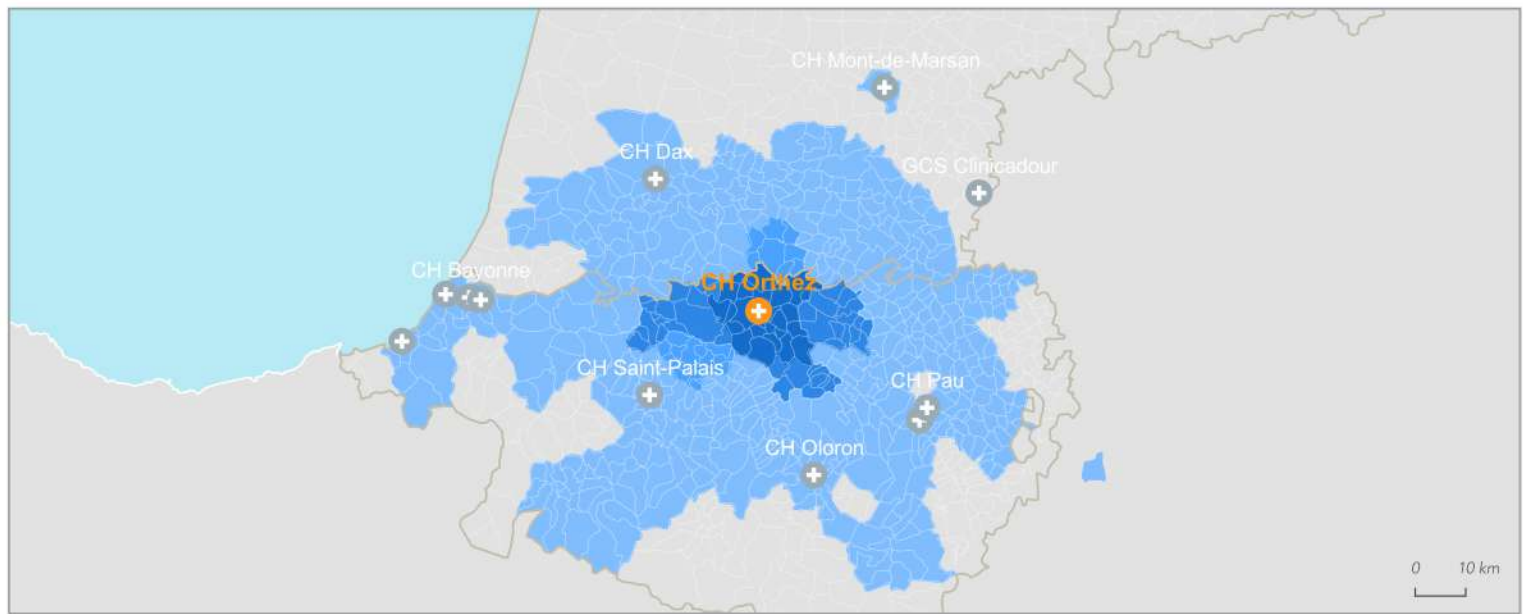 CH Mont-de-Marsan
CH Dax
GCS Clinicadour
CH Bayonne
CH Orthez
CH Saint-Palais
CH Pau
CH Oloron
0 10 km